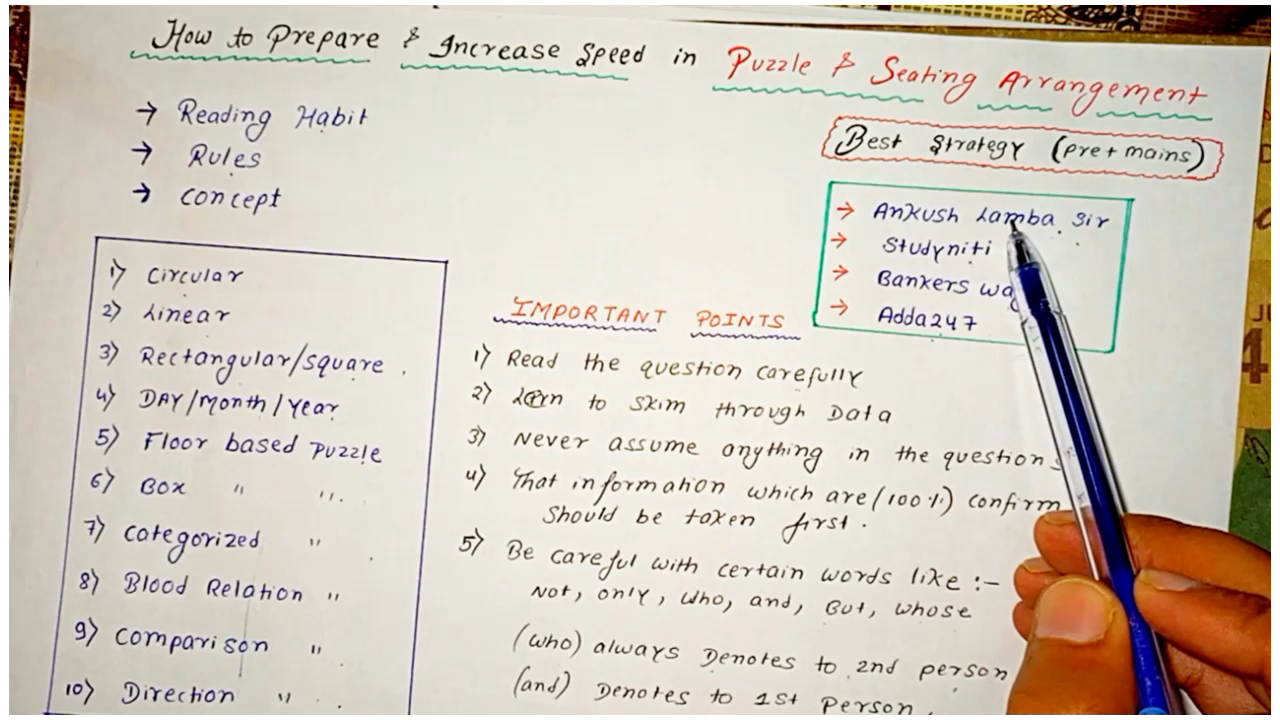 How to Prepare & Increase Speed in Puzzle & Seating Arrangement
→ Reading Habit
→ Rules
→ Concept
Best Strategy (Pre + mains)
→ Ankush Lamba Sir
→ Studyniti
→ Bankers way
→ Adda247
1) Circular
2) Linear
3) Rectangular/square.
4) DAY/Month/Year
5) Floor based Puzzle
6) Box " ".
7) Categorized " .
8) Blood Relation "
9) Comparison " .
10) Direction " .
IMPORTANT POINTS
1) Read the question carefully
2) Learn to skim through Data
3) Never assume anything in the questions
4) That information which are (100%) confirm
should be taken first.
5) Be careful with certain words like :-
Not, only, who, and, But, whose
(who) always Denotes to 2nd person
(and) Denotes to 1st Person.